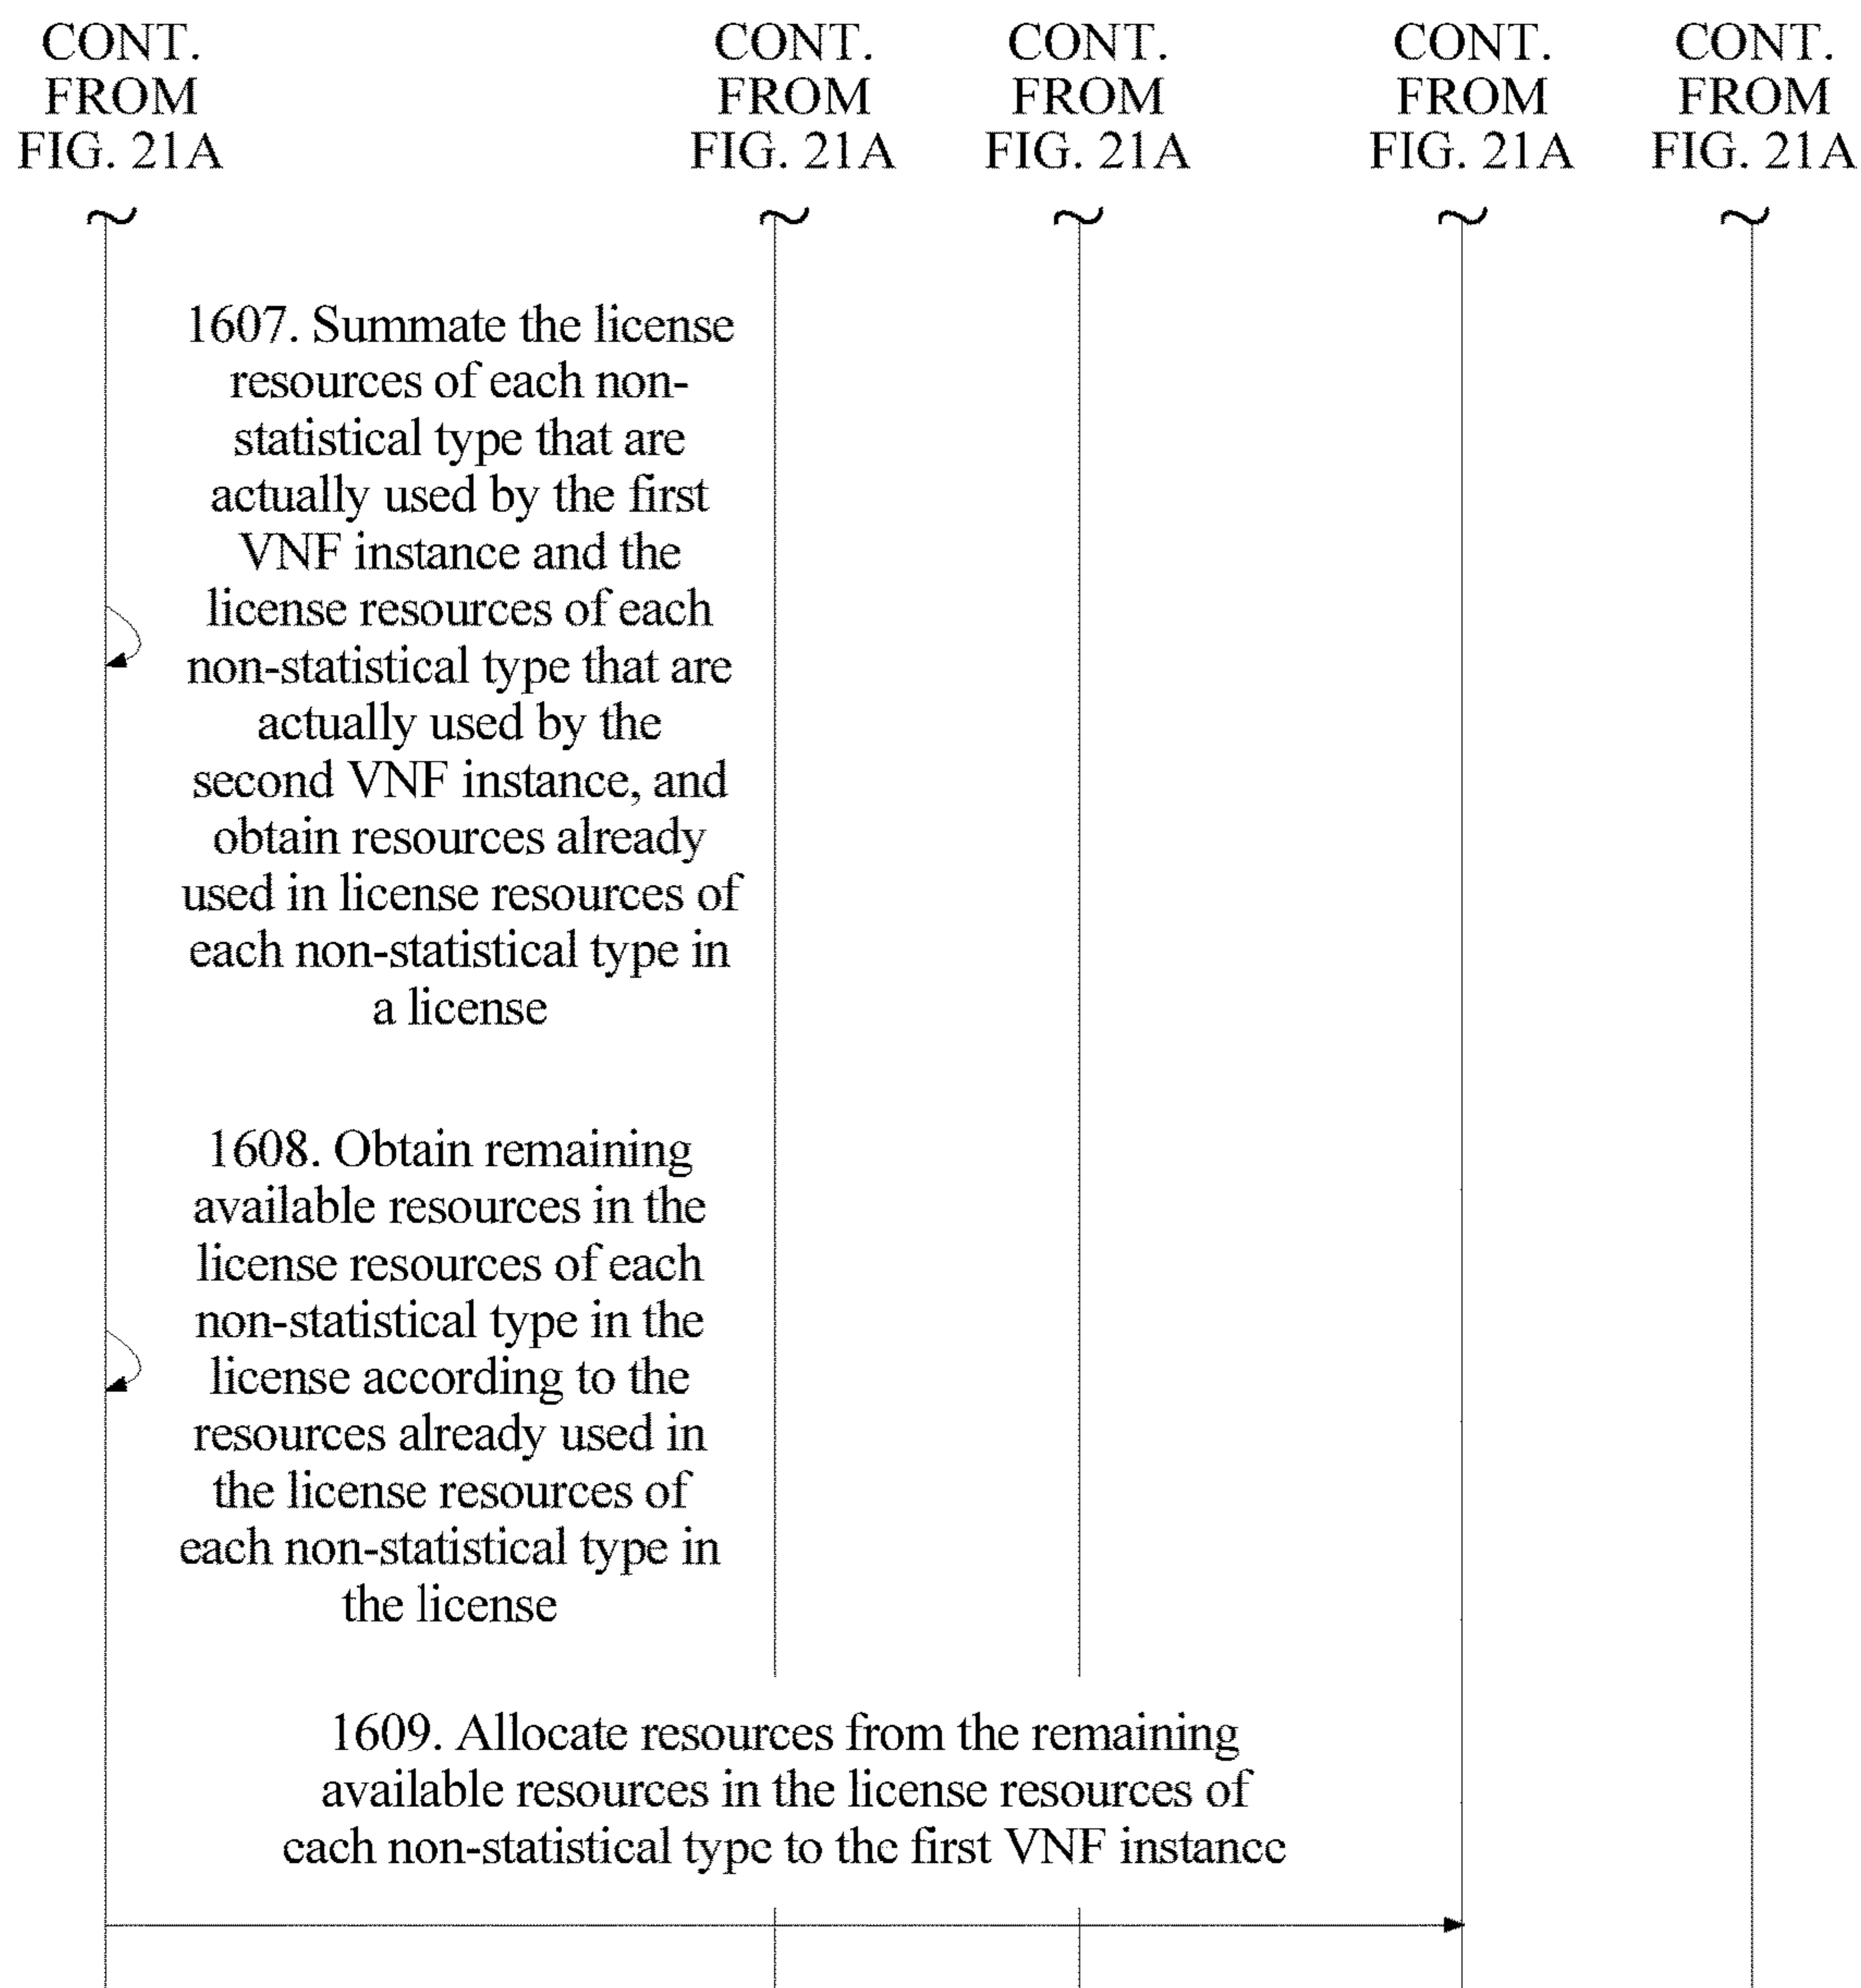 CONT.
FROM
FIG. 21A
CONT.
FROM
FIG. 21A
CONT.
FROM
FIG. 21A
CONT.
FROM
FIG. 21A
CONT.
FROM
FIG. 21A
1607. Summate the license
resources of each non-
statistical type that are
actually used by the first
VNF instance and the
license resources of each
non-statistical type that are
actually used by the
second VNF instance, and
obtain resources already
used in license resources of
each non-statistical type in
a license
1608. Obtain remaining
available resources in the
license resources of each
non-statistical type in the
license according to the
resources already used in
the license resources of
each non-statistical type in
the license
1609. Allocate resources from the remaining
available resources in the license resources of
each non-statistical type to the first VNF instance